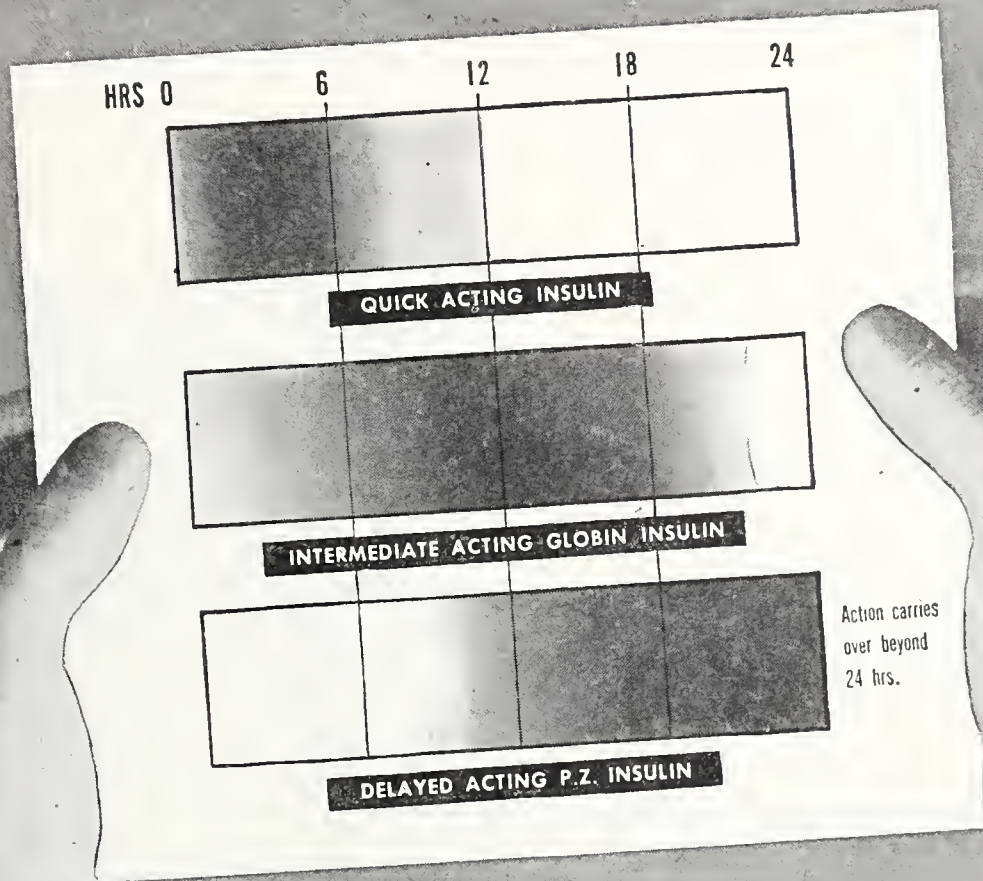 HRS 0 6 12 18 24
QUICK ACTING INSULIN
INTERMEDIATE ACTING GLOBIN INSULIN
Action carries
over beyond
24 hrs.
DELAYED ACTING P.Z. INSULIN